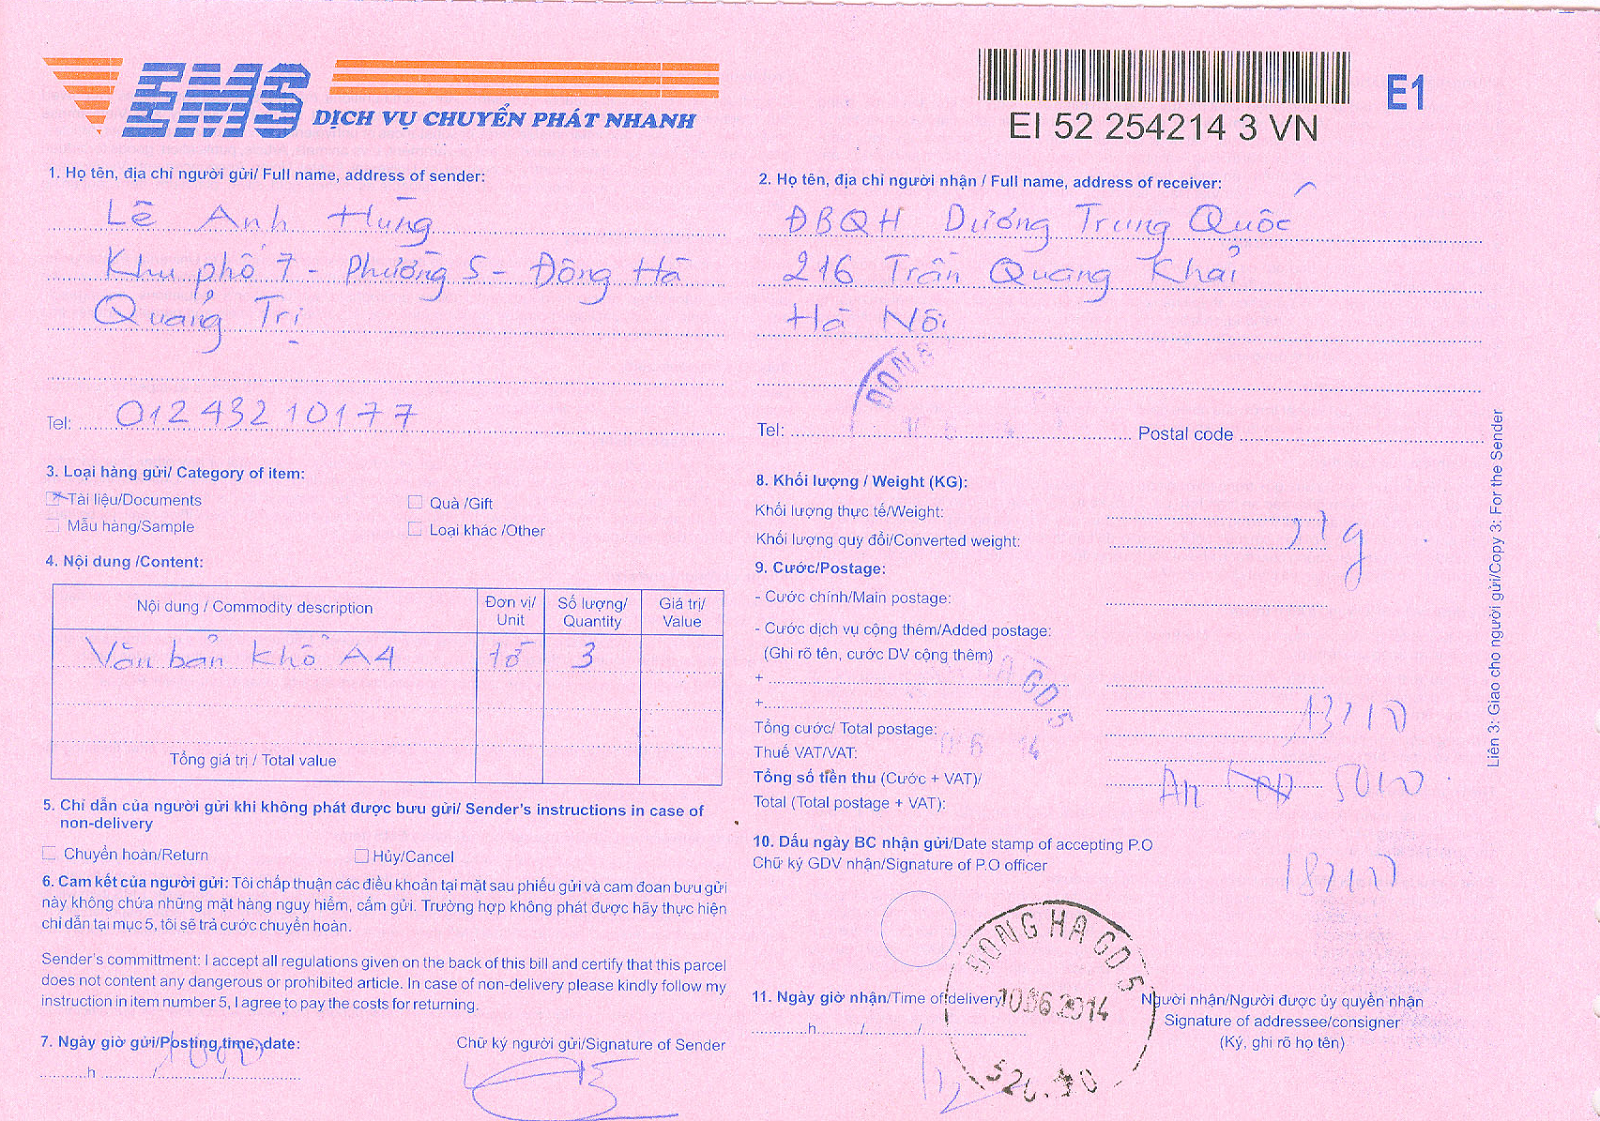 EMS
DỊCH VỤ CHUYỂN PHÁT NHANH
EI 52 254214 3 VN
E1
1. Họ tên, địa chỉ người gửi/ Full name, address of sender:
Lê Anh Hùng
Khu phố 7 - Phường 5 - Đông Hà
Quảng Trị
Tel: 01243210177
2. Họ tên, địa chỉ người nhận / Full name, address of receiver:
ĐBQH Dương Trung Quốc
216 Trần Quang Khải
Hà Nội
Tel:
Postal code
3. Loại hàng gửi/ Category of item:
Tài liệu/Documents
Quà /Gift
Mẫu hàng/Sample
Loại khác /Other
4. Nội dung /Content:
Nội dung / Commodity description
Đơn vị/ Unit
Số lượng/ Quantity
Giá trị/ Value
Văn bản khổ A4 tờ 3
Tổng giá trị / Total value
5. Chỉ dẫn của người gửi khi không phát được bưu gửi/ Sender's instructions in case of
non-delivery
Chuyển hoàn/Return
Hủy/Cancel
6. Cam kết của người gửi: Tôi chấp thuận các điều khoản tại mặt sau phiếu gửi và cam đoan bưu gửi
này không chứa những mặt hàng nguy hiểm, cấm gửi. Trường hợp không phát được hãy thực hiện
chỉ dẫn tại mục 5, tôi sẽ trả cước chuyển hoàn.
Sender's committment: I accept all regulations given on the back of this bill and certify that this parcel
does not content any dangerous or prohibited article. In case of non-delivery please kindly follow my
instruction in item number 5, I agree to pay the costs for returning.
7. Ngày giờ gửi/Posting time, date:
h / /
Chữ ký người gửi/Signature of Sender
8. Khối lượng / Weight (KG):
Khối lượng thực tế/Weight:
Khối lượng quy đổi/Converted weight:
g
9. Cước/Postage:
- Cước chính/Main postage:
- Cước dịch vụ cộng thêm/Added postage:
(Ghi rõ tên, cước DV cộng thêm)
+
+
GD 5
Tổng cước/ Total postage:
Thuế VAT/VAT:
Tổng số tiền thu (Cước + VAT)/
Total (Total postage + VAT):
10. Dấu ngày BC nhận gửi/Date stamp of accepting P.O
Chữ ký GDV nhận/Signature of P.O officer
DONG HA GD 5
10.06.2014
11. Ngày giờ nhận/Time of delivery
h / /
Người nhận/Người được ủy quyền nhận
Signature of addressee/consigner
(Ký, ghi rõ họ tên)
Liên 3: Giao cho người gửi/Copy 3: For the Sender